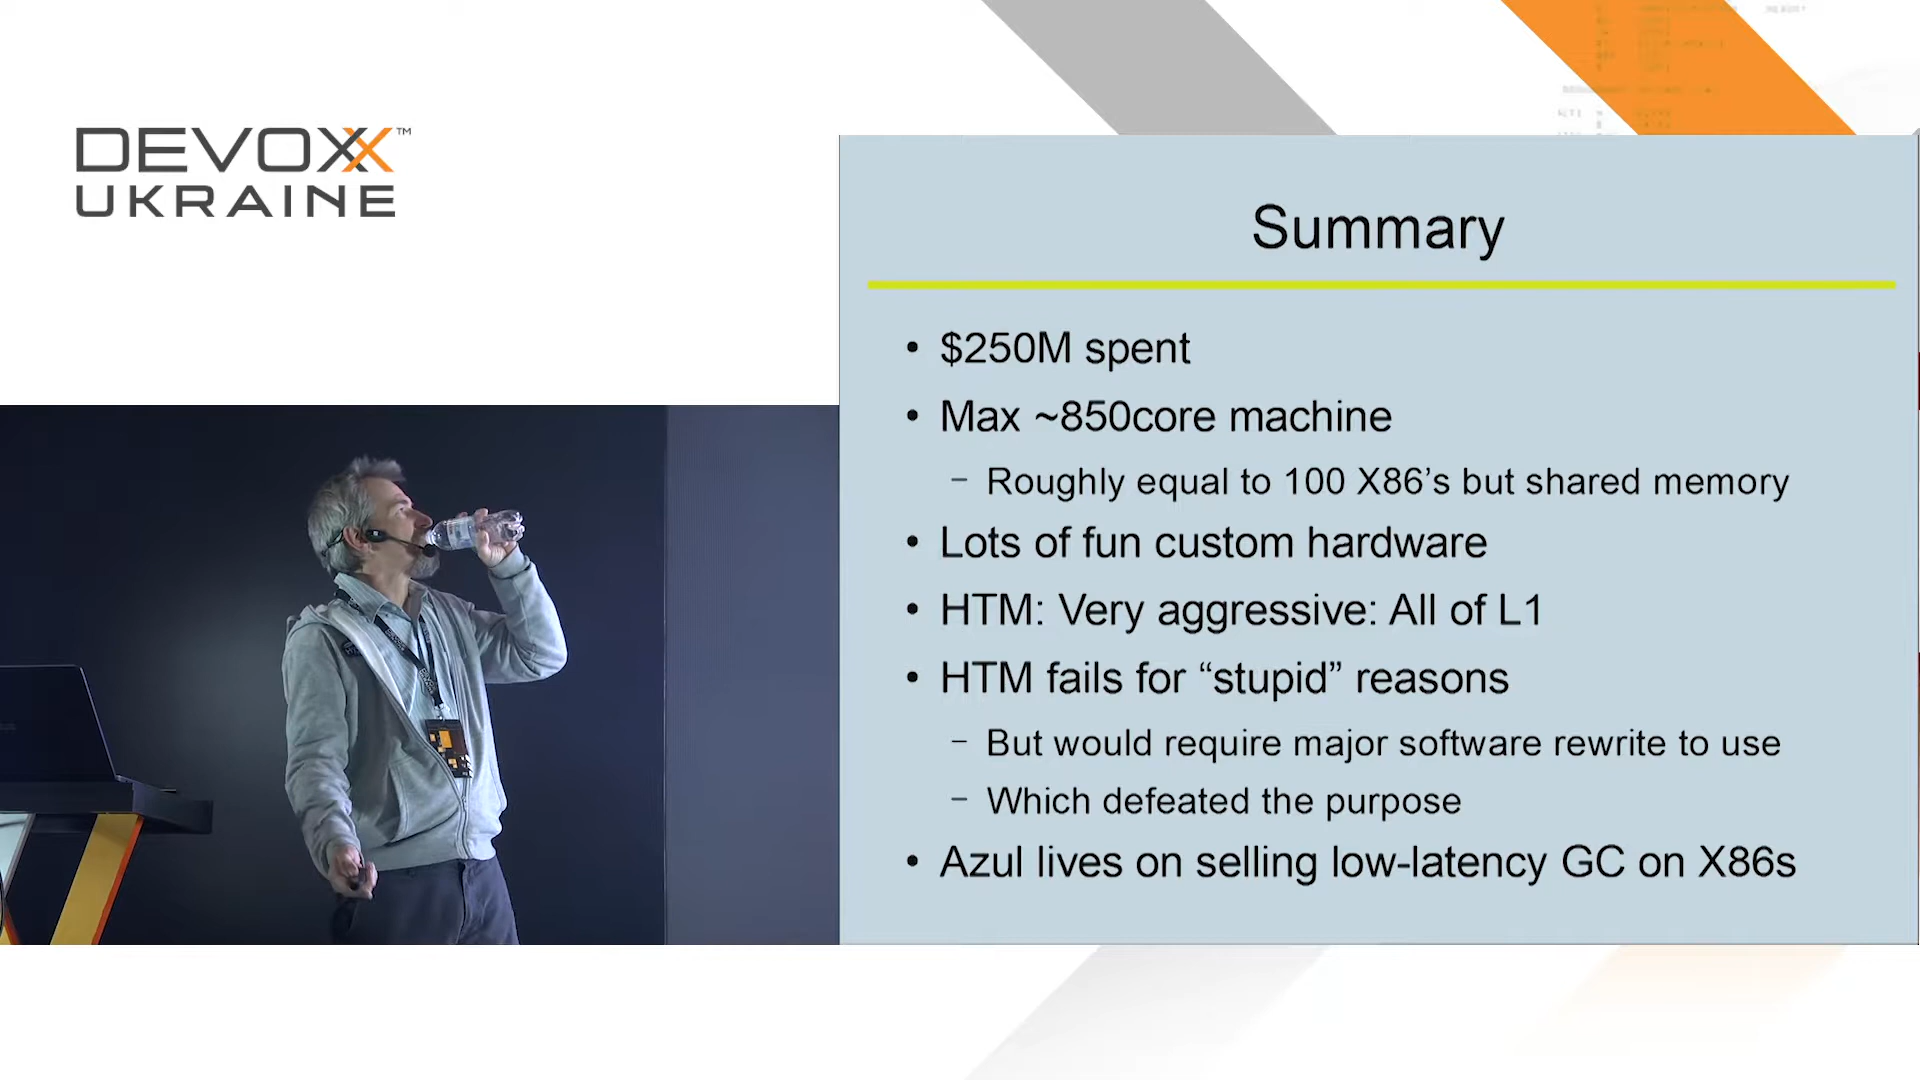 DEVOXX™
UKRAINE
Summary
• $250M spent
• Max ~850core machine
– Roughly equal to 100 X86’s but shared memory
• Lots of fun custom hardware
• HTM: Very aggressive: All of L1
• HTM fails for “stupid” reasons
– But would require major software rewrite to use
– Which defeated the purpose
• Azul lives on selling low-latency GC on X86s